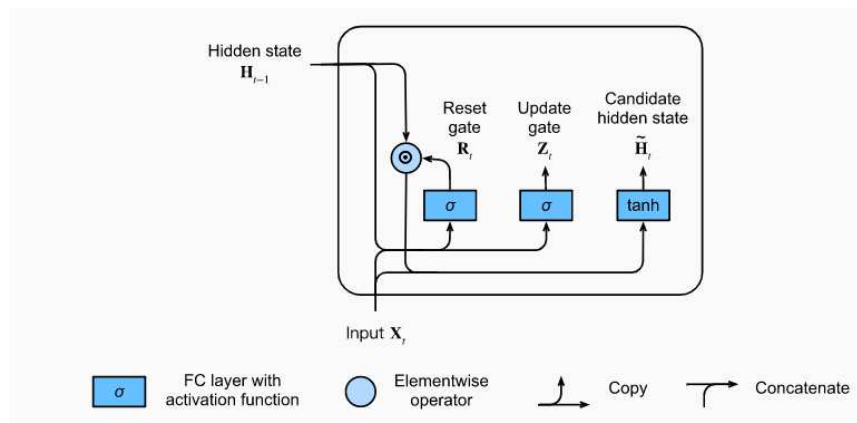 Hidden state
H_{t−1}
Reset
gate
R_t
Update
gate
Z_t
Candidate
hidden state
H̃_t
σ
σ
tanh
Input X_t
σ
FC layer with
activation function
Elementwise
operator
Copy
Concatenate